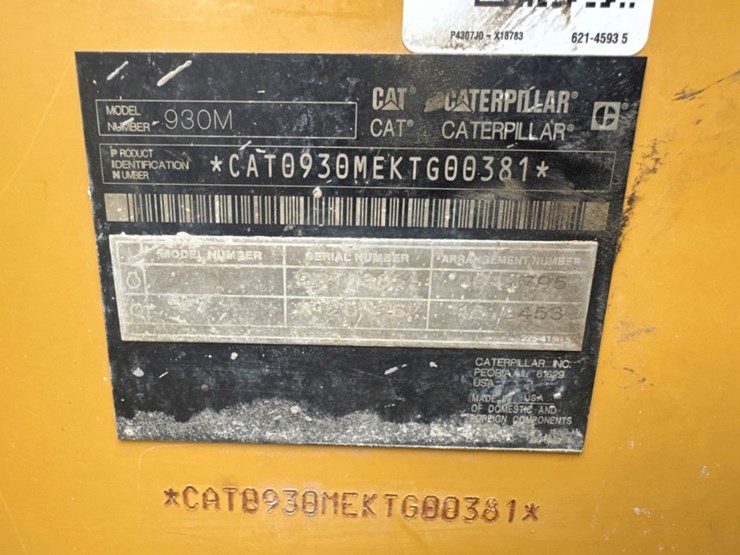 P4307J0 - X18783 621-4593 5
CAT® CATERPILLAR®
MODEL NUMBER 930M
CAT® CATERPILLAR®
PRODUCT IDENTIFICATION NUMBER *CAT0930MEKTG00381*
MODEL NUMBER SERIAL NUMBER ARRANGEMENT NUMBER
CATERPILLAR INC.
PEORIA IL 61629
USA
MADE IN USA
OF DOMESTIC AND
FOREIGN COMPONENTS
*CAT0930MEKTG00381*